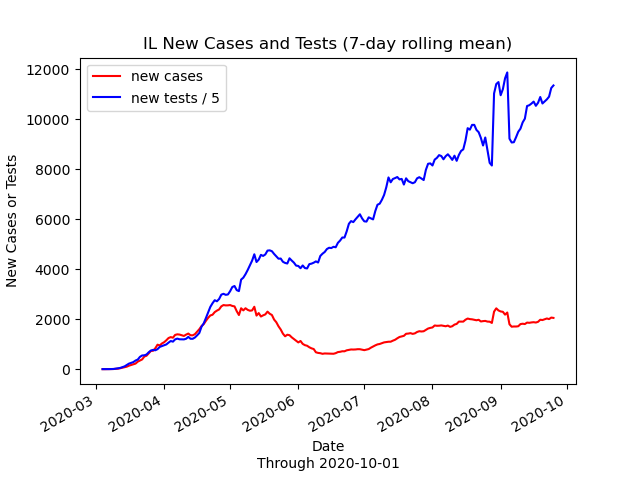 IL New Cases and Tests (7-day rolling mean)
new cases
new tests / 5
New Cases or Tests
12000
10000
8000
6000
4000
2000
0
2020-03
2020-04
2020-05
2020-06
2020-07
2020-08
2020-09
2020-10
Date
Through 2020-10-01